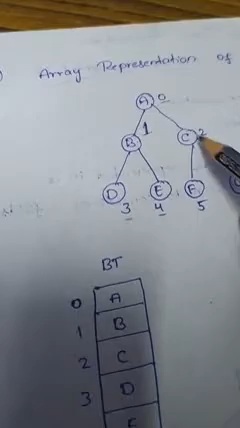 Array Representation of
A 0
B 1 C 2
D E F
3 4 5
BT
0 A
1 B
2 C
3 D
E